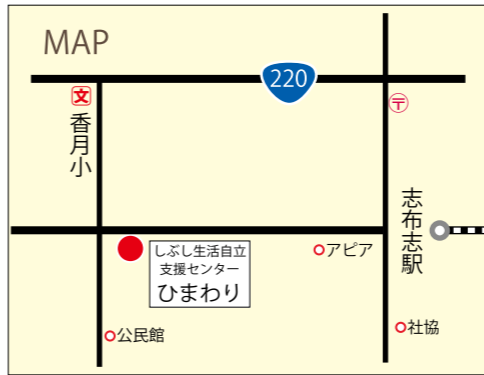 MAP
220
文
香月小
〒
志布志駅
しぶし生活自立
支援センター
ひまわり
アピア
社協
公民館